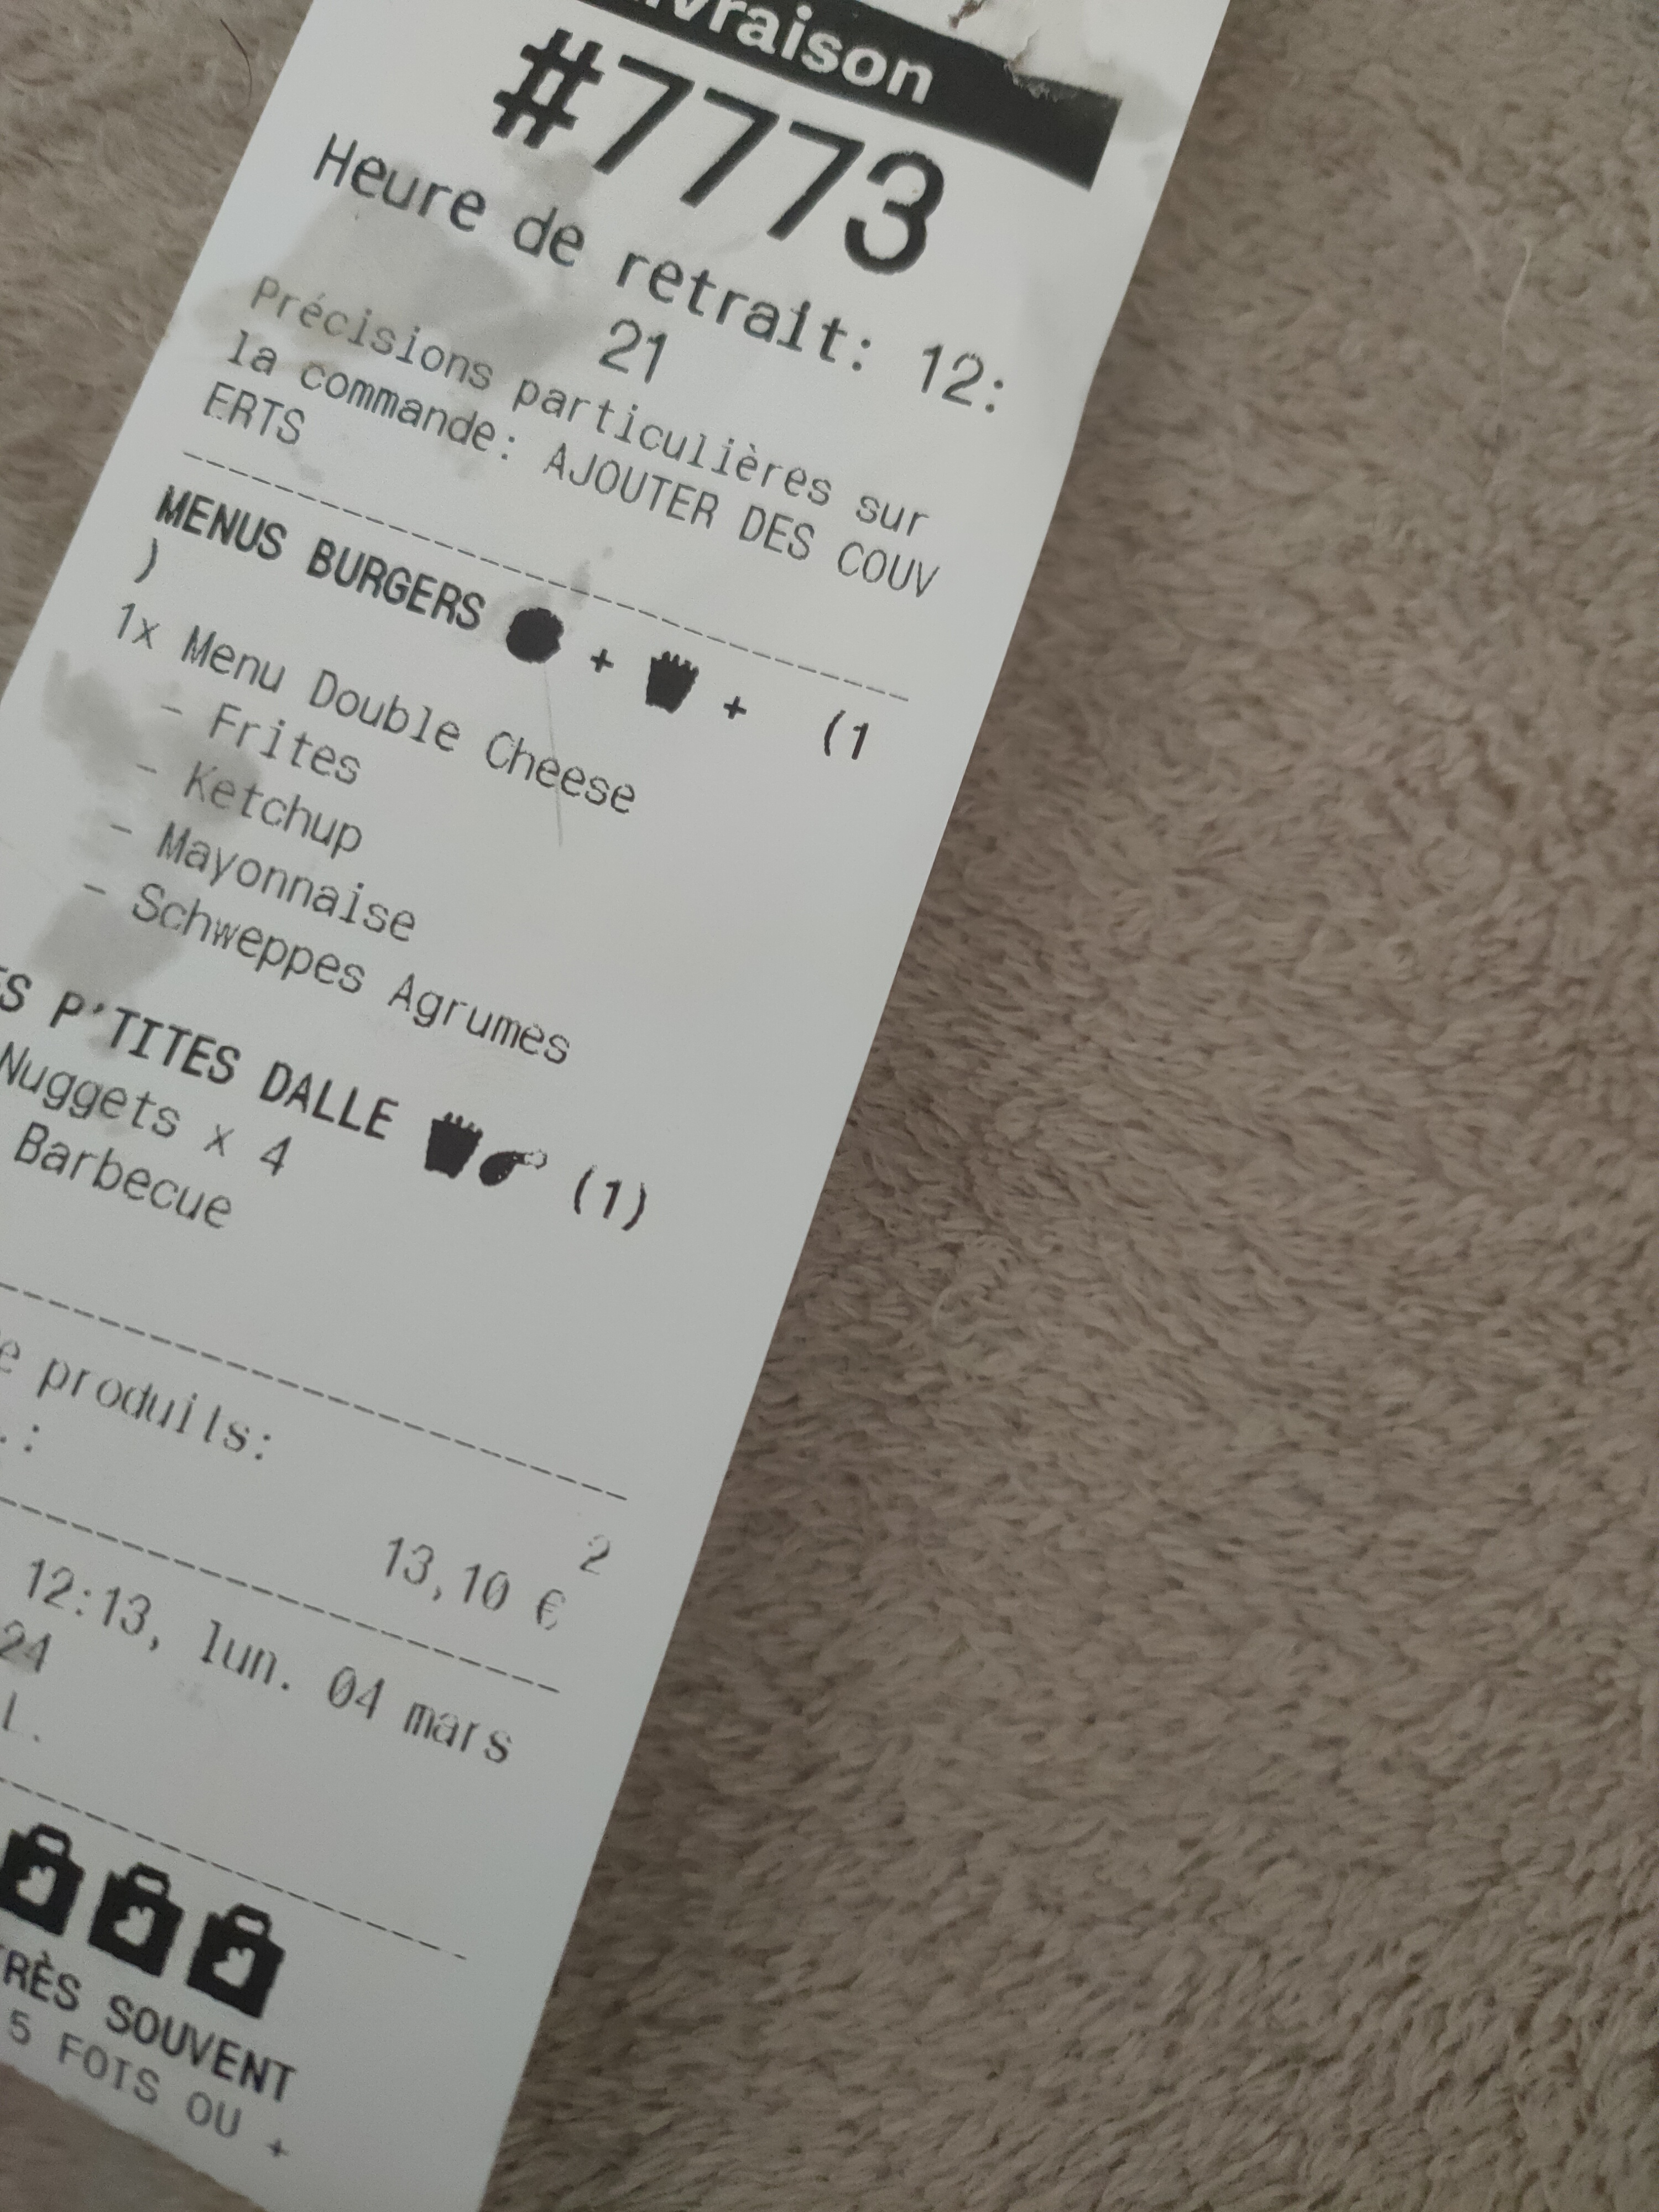 #7773
Heure de retrait: 12:
21
Précisions particulières sur
la commande: AJOUTER DES COUV
ERTS
MENUS BURGERS + + (1
)
1x Menu Double Cheese
- Frites
- Ketchup
- Mayonnaise
- Schweppes Agrumes
P'TITES DALLE (1)
Nuggets x 4
Barbecue
produits: 2
13,10 €
12:13, lun. 04 mars
24
L.
SOUVENT
5 FOIS OU +